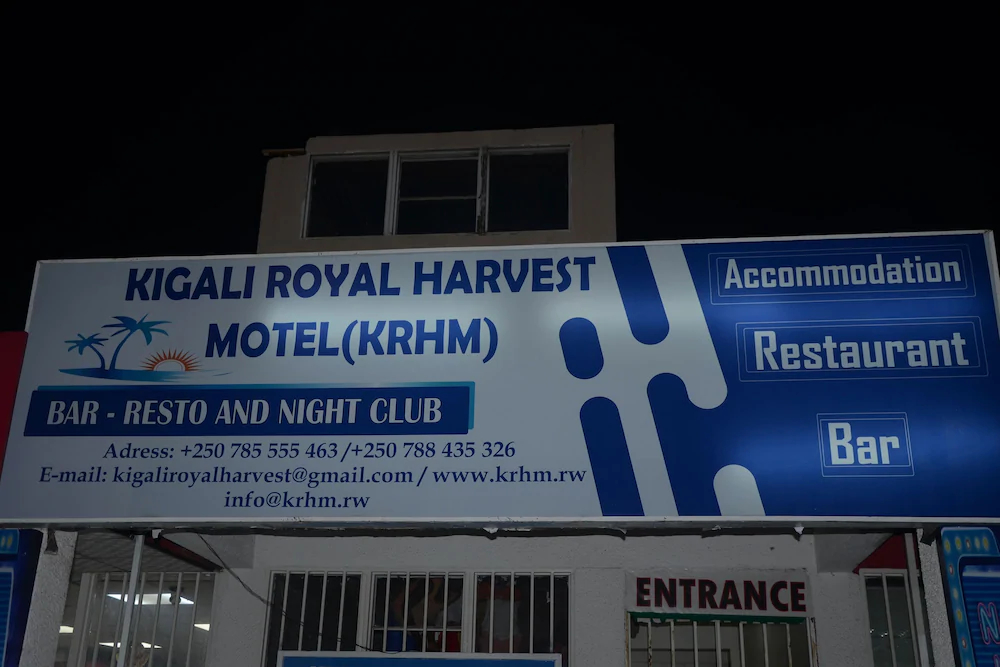 KIGALI ROYAL HARVEST
MOTEL(KRHM)
BAR - RESTO AND NIGHT CLUB
Adress: +250 785 555 463 /+250 788 435 326
E-mail: kigaliroyalharvest@gmail.com / www.krhm.rw
info@krhm.rw
Accommodation
Restaurant
Bar
ENTRANCE